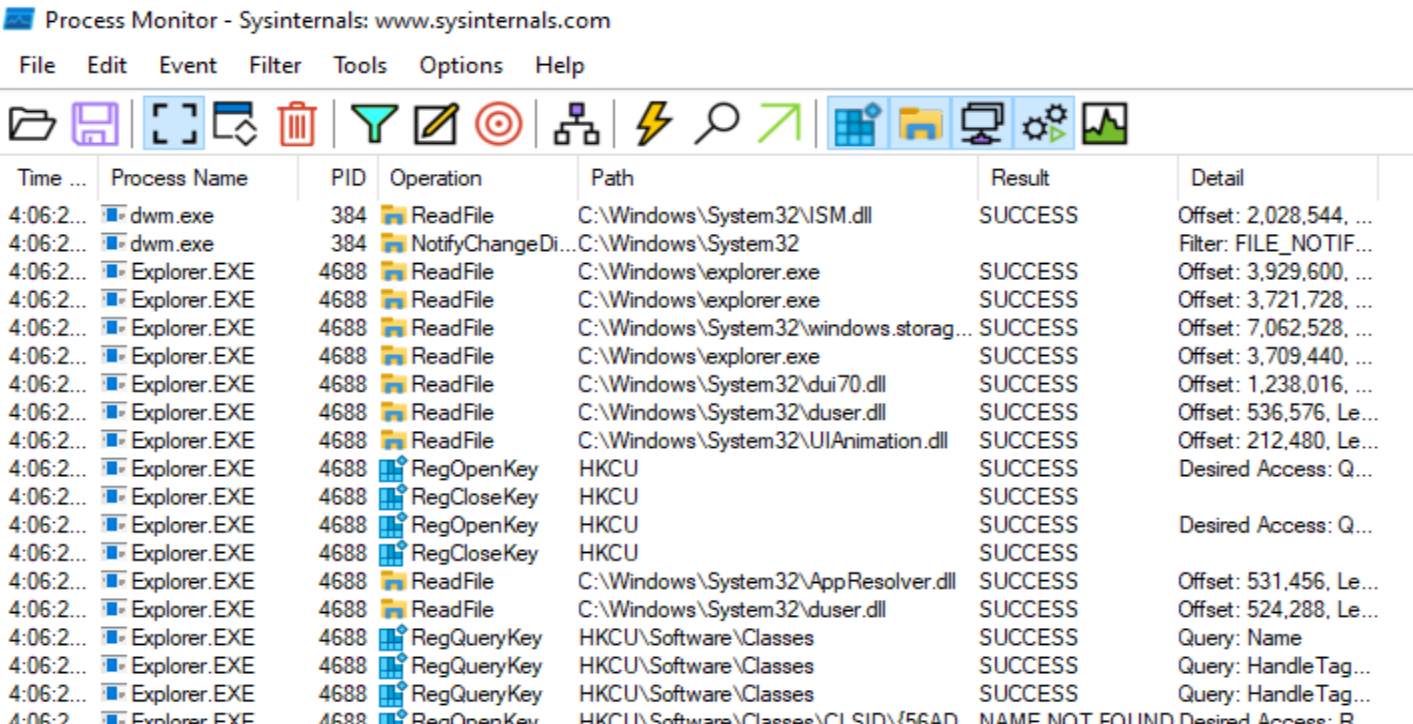 Process Monitor - Sysinternals: www.sysinternals.com
File Edit Event Filter Tools Options Help
Time ... Process Name PID Operation Path Result Detail
4:06:2... dwm.exe 384 ReadFile C:\Windows\System32\ISM.dll SUCCESS Offset: 2,028,544, ...
4:06:2... dwm.exe 384 NotifyChangeDi... C:\Windows\System32 Filter: FILE_NOTIF...
4:06:2... Explorer.EXE 4688 ReadFile C:\Windows\explorer.exe SUCCESS Offset: 3,929,600, ...
4:06:2... Explorer.EXE 4688 ReadFile C:\Windows\explorer.exe SUCCESS Offset: 3,721,728, ...
4:06:2... Explorer.EXE 4688 ReadFile C:\Windows\System32\windows.storag... SUCCESS Offset: 7,062,528, ...
4:06:2... Explorer.EXE 4688 ReadFile C:\Windows\explorer.exe SUCCESS Offset: 3,709,440, ...
4:06:2... Explorer.EXE 4688 ReadFile C:\Windows\System32\dui70.dll SUCCESS Offset: 1,238,016, ...
4:06:2... Explorer.EXE 4688 ReadFile C:\Windows\System32\duser.dll SUCCESS Offset: 536,576, Le...
4:06:2... Explorer.EXE 4688 ReadFile C:\Windows\System32\UIAnimation.dll SUCCESS Offset: 212,480, Le...
4:06:2... Explorer.EXE 4688 RegOpenKey HKCU SUCCESS Desired Access: Q...
4:06:2... Explorer.EXE 4688 RegCloseKey HKCU SUCCESS
4:06:2... Explorer.EXE 4688 RegOpenKey HKCU SUCCESS Desired Access: Q...
4:06:2... Explorer.EXE 4688 RegCloseKey HKCU SUCCESS
4:06:2... Explorer.EXE 4688 ReadFile C:\Windows\System32\AppResolver.dll SUCCESS Offset: 531,456, Le...
4:06:2... Explorer.EXE 4688 ReadFile C:\Windows\System32\duser.dll SUCCESS Offset: 524,288, Le...
4:06:2... Explorer.EXE 4688 RegQueryKey HKCU\Software\Classes SUCCESS Query: Name
4:06:2... Explorer.EXE 4688 RegQueryKey HKCU\Software\Classes SUCCESS Query: HandleTag...
4:06:2... Explorer.EXE 4688 RegQueryKey HKCU\Software\Classes SUCCESS Query: HandleTag...
4:06:2... Explorer.EXE 4688 RegOpenKey HKCU\Software\Classes\CLSID\{56AD... NAME NOT FOUND Desired Access: R...